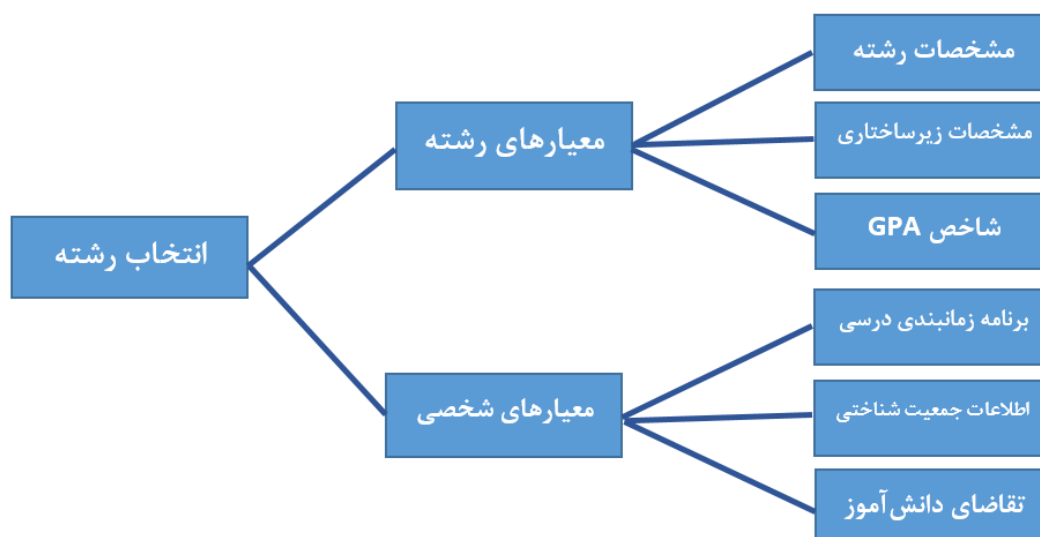 مشخصات رشته
معیارهای رشته
مشخصات زیرساختاری
شاخص GPA
انتخاب رشته
برنامه زمانبندی درسی
معیارهای شخصی
اطلاعات جمعیت شناختی
تقاضای دانش‌آموز